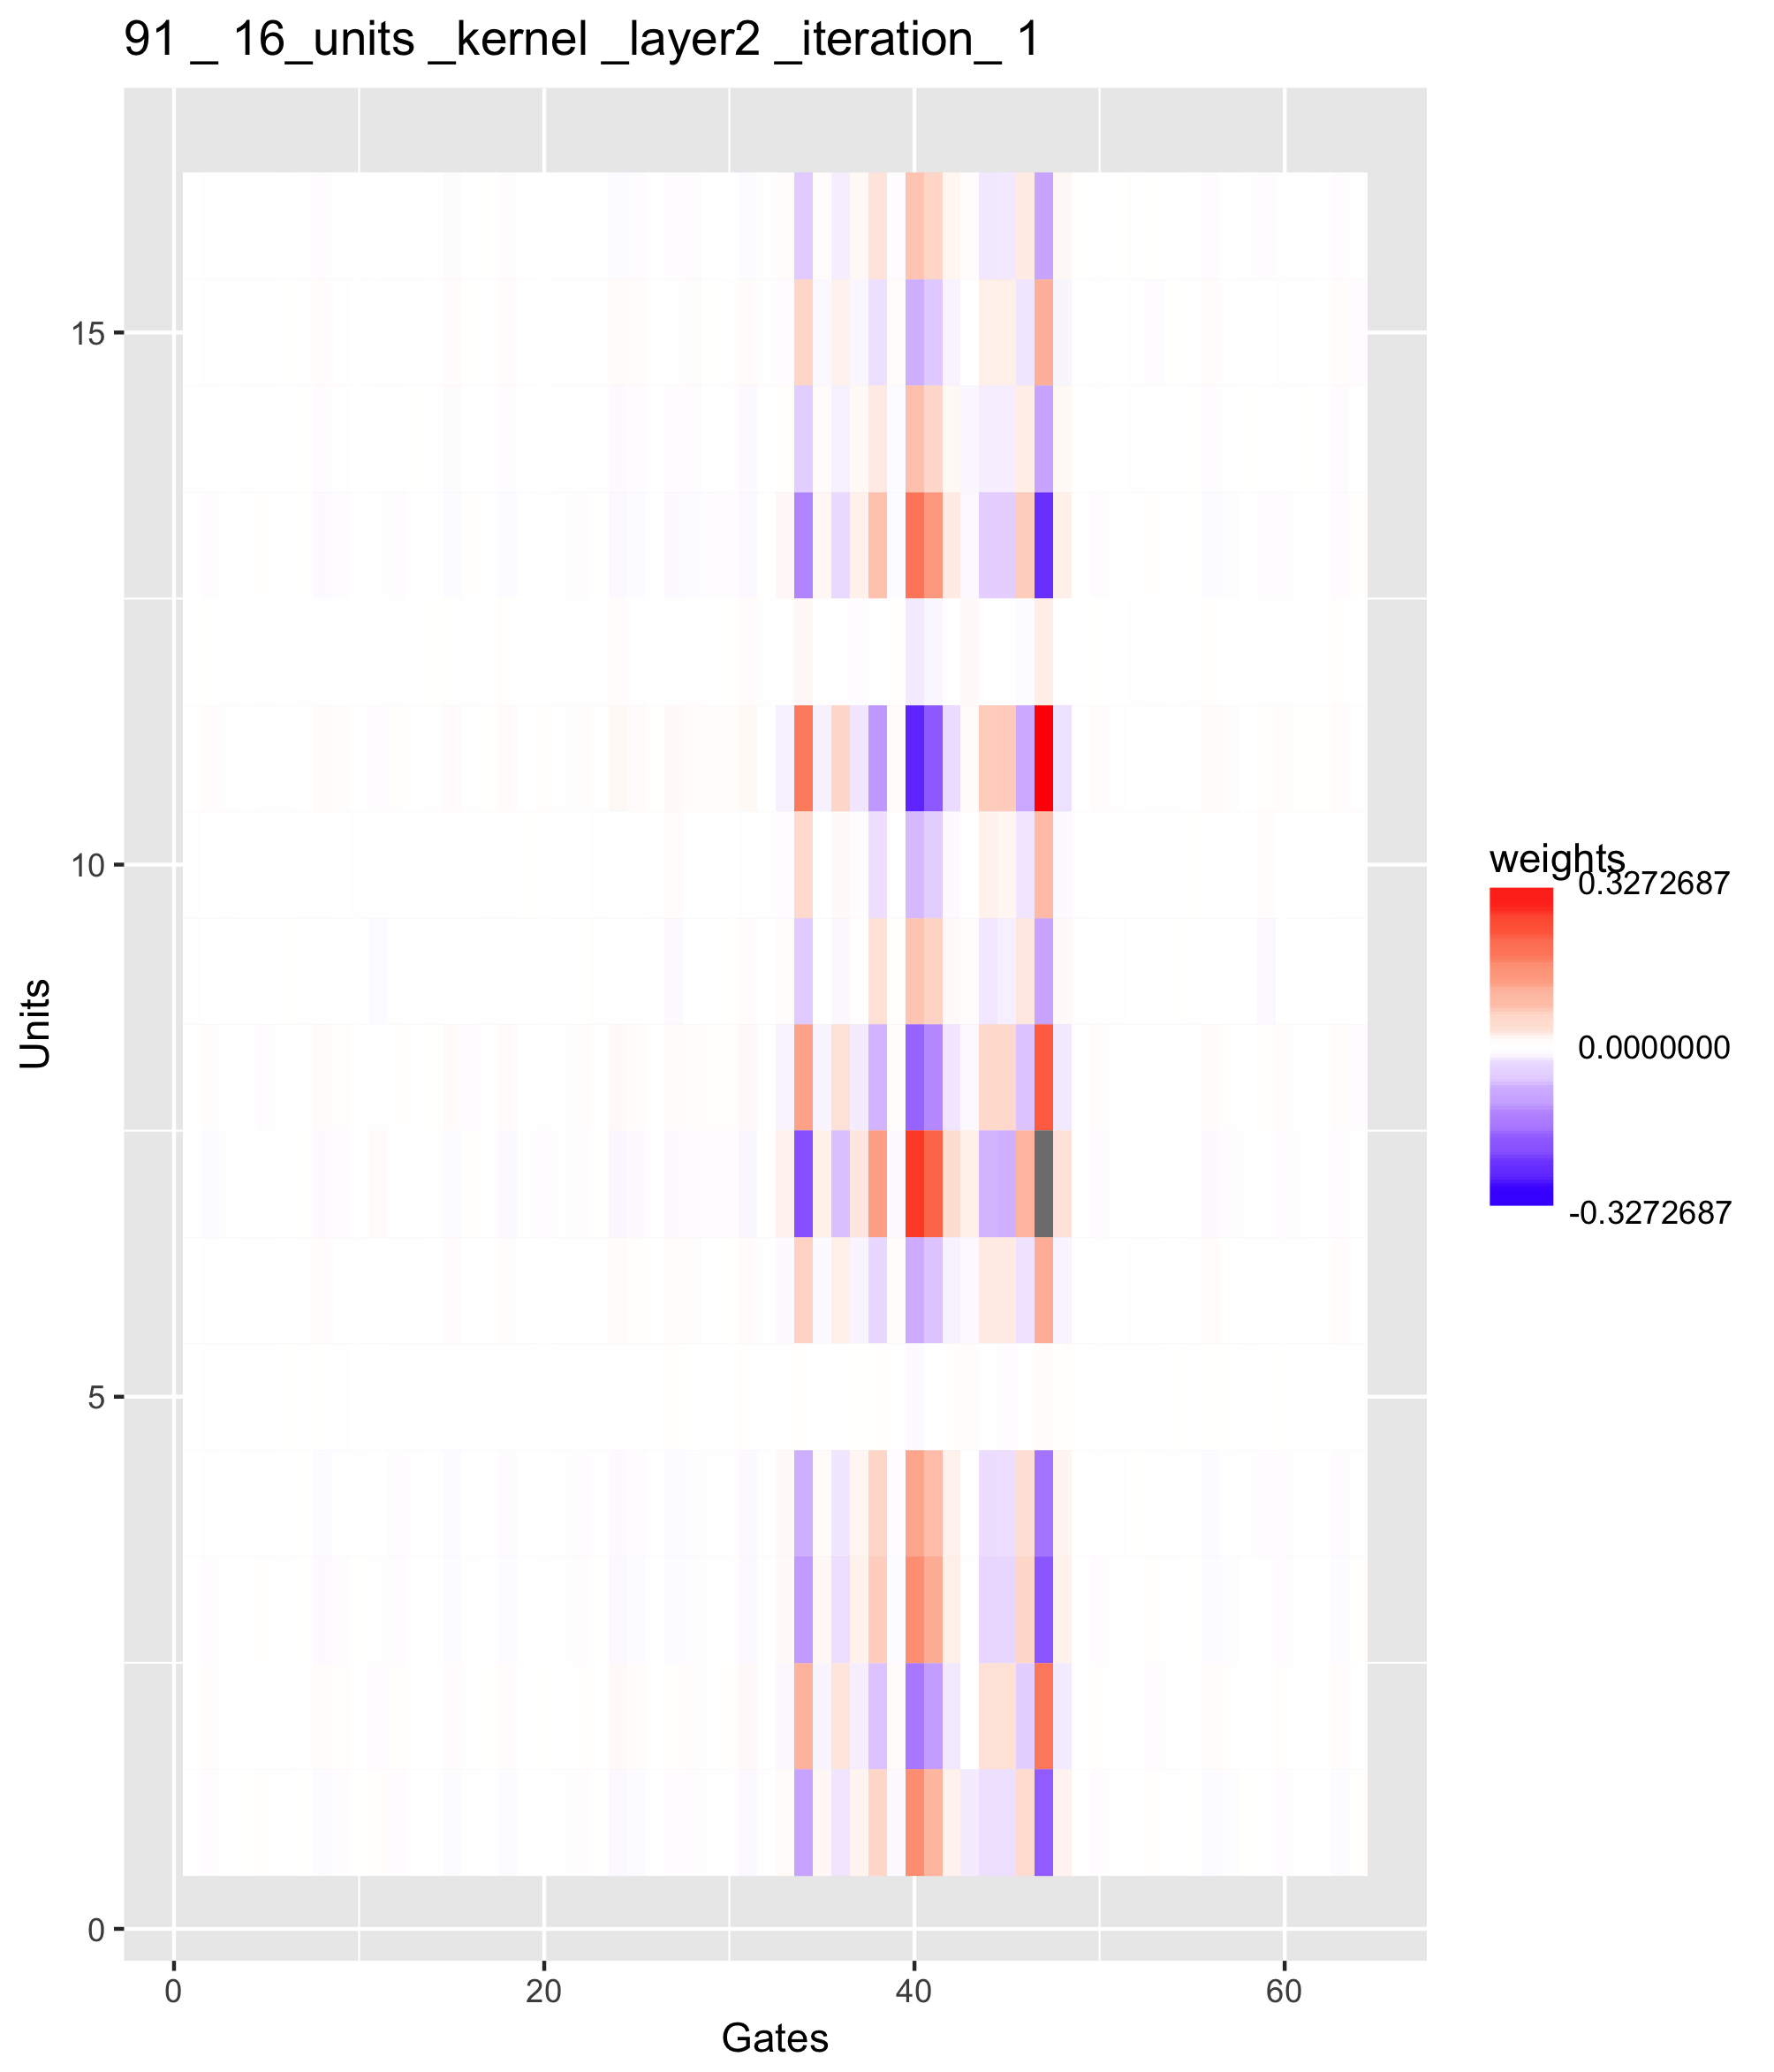 91 _ 16_units _kernel _layer2 _iteration_ 1
15
10
5
0
Units
0 20 40 60
Gates
weights
0.3272687
0.0000000
-0.3272687